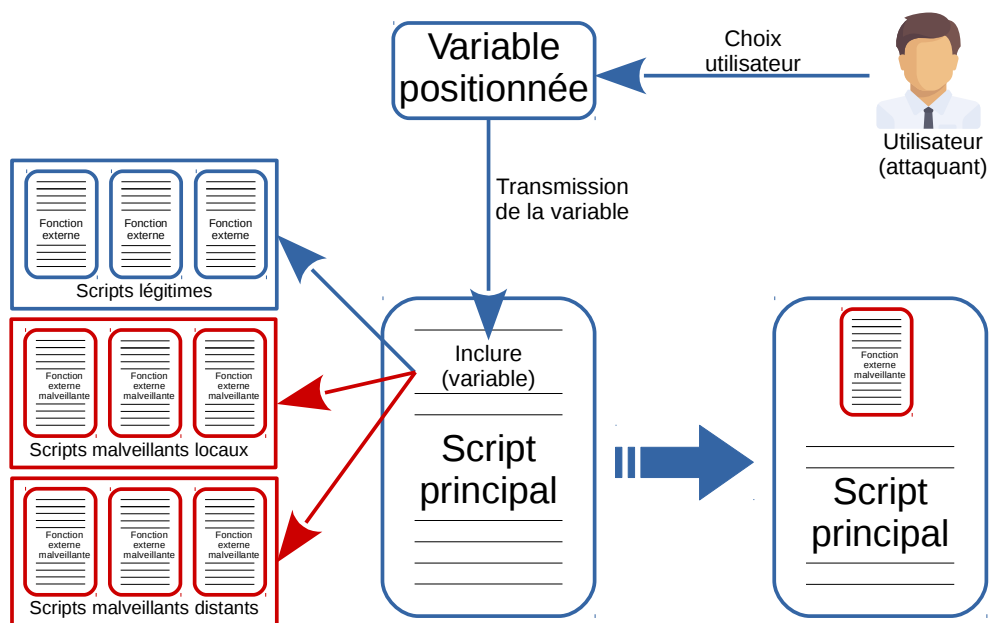 Variable
positionnée
Choix
utilisateur
Utilisateur
(attaquant)
Transmission
de la variable
Fonction
externe
Fonction
externe
Fonction
externe
Scripts légitimes
Fonction
externe
malveillante
Fonction
externe
malveillante
Fonction
externe
malveillante
Scripts malveillants locaux
Fonction
externe
malveillante
Fonction
externe
malveillante
Fonction
externe
malveillante
Scripts malveillants distants
Inclure
(variable)
Script
principal
Fonction
externe
malveillante
Script
principal